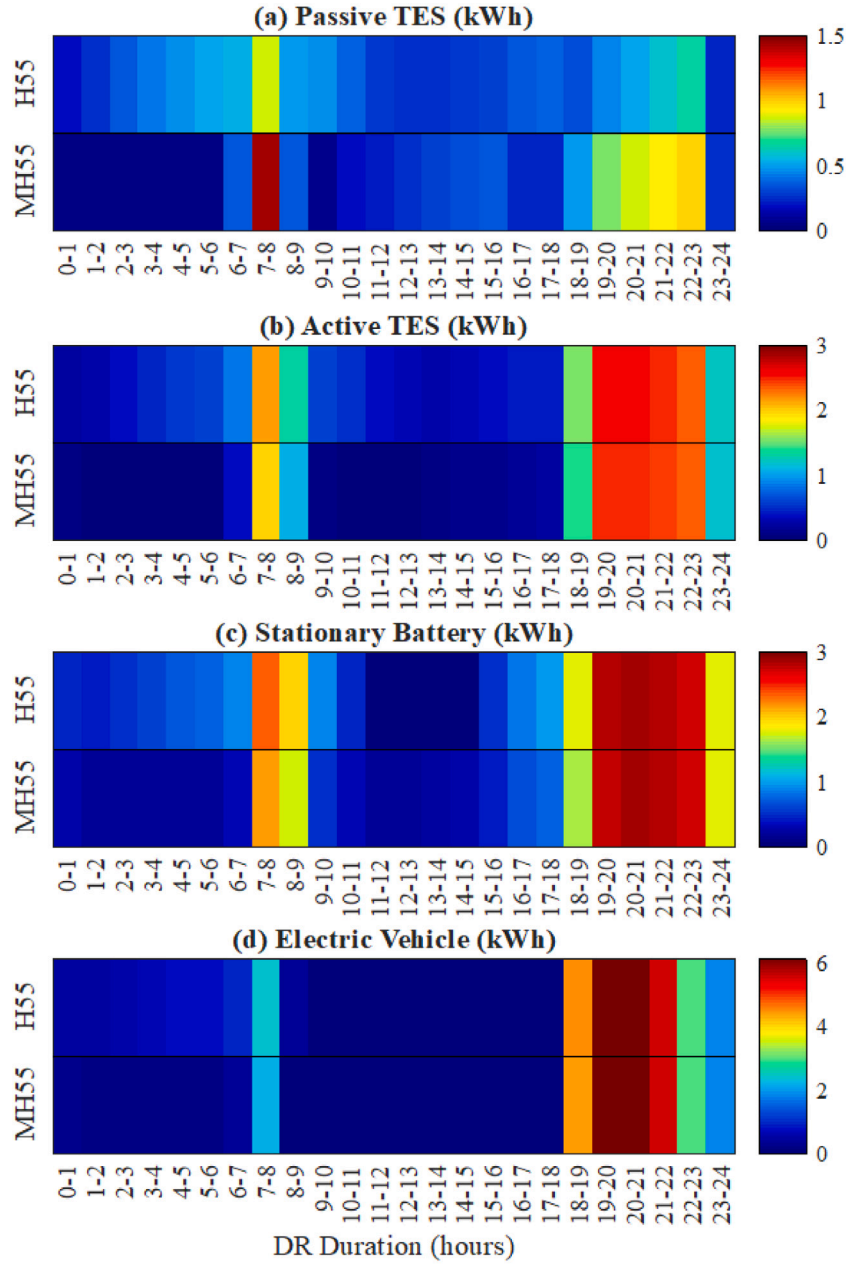 (a) Passive TES (kWh)
H55
MH55
1.5
1
0.5
0
0-1 1-2 2-3 3-4 4-5 5-6 6-7 7-8 8-9 9-10 10-11 11-12 12-13 13-14 14-15 15-16 16-17 17-18 18-19 19-20 20-21 21-22 22-23 23-24
(b) Active TES (kWh)
H55
MH55
3
2
1
0
0-1 1-2 2-3 3-4 4-5 5-6 6-7 7-8 8-9 9-10 10-11 11-12 12-13 13-14 14-15 15-16 16-17 17-18 18-19 19-20 20-21 21-22 22-23 23-24
(c) Stationary Battery (kWh)
H55
MH55
3
2
1
0
0-1 1-2 2-3 3-4 4-5 5-6 6-7 7-8 8-9 9-10 10-11 11-12 12-13 13-14 14-15 15-16 16-17 17-18 18-19 19-20 20-21 21-22 22-23 23-24
(d) Electric Vehicle (kWh)
H55
MH55
6
4
2
0
0-1 1-2 2-3 3-4 4-5 5-6 6-7 7-8 8-9 9-10 10-11 11-12 12-13 13-14 14-15 15-16 16-17 17-18 18-19 19-20 20-21 21-22 22-23 23-24
DR Duration (hours)